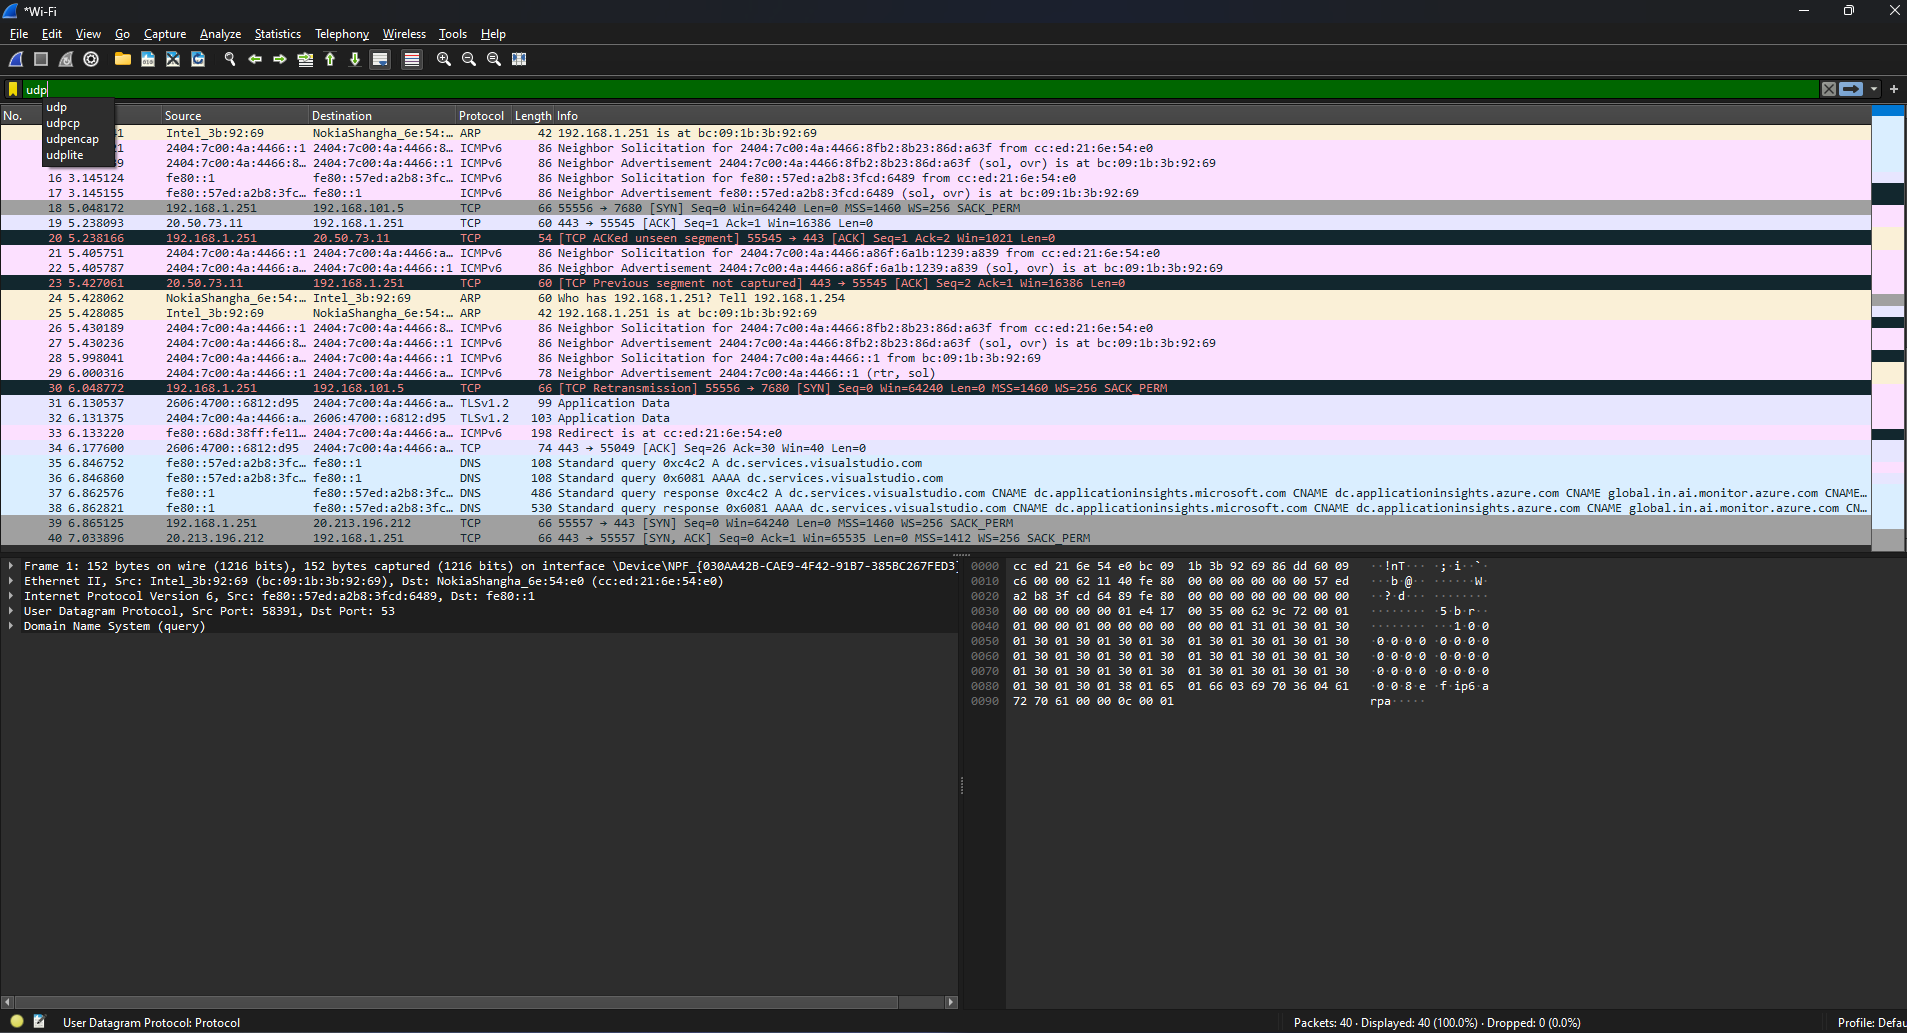 *Wi-Fi
File Edit View Go Capture Analyze Statistics Telephony Wireless Tools Help
udp
udp
udpcp
udpencap
udplite
No. Source Destination Protocol Length Info
41 Intel_3b:92:69 NokiaShangha_6e:54:… ARP 42 192.168.1.251 is at bc:09:1b:3b:92:69
21 2404:7c00:4a:4466::1 2404:7c00:4a:4466:8… ICMPv6 86 Neighbor Solicitation for 2404:7c00:4a:4466:8fb2:8b23:86d:a63f from cc:ed:21:6e:54:e0
39 2404:7c00:4a:4466:8… 2404:7c00:4a:4466::1 ICMPv6 86 Neighbor Advertisement 2404:7c00:4a:4466:8fb2:8b23:86d:a63f (sol, ovr) is at bc:09:1b:3b:92:69
16 3.145124 fe80::1 fe80::57ed:a2b8:3fc… ICMPv6 86 Neighbor Solicitation for fe80::57ed:a2b8:3fcd:6489 from cc:ed:21:6e:54:e0
17 3.145155 fe80::57ed:a2b8:3fc… fe80::1 ICMPv6 86 Neighbor Advertisement fe80::57ed:a2b8:3fcd:6489 (sol, ovr) is at bc:09:1b:3b:92:69
18 5.048172 192.168.1.251 192.168.101.5 TCP 66 55556 → 7680 [SYN] Seq=0 Win=64240 Len=0 MSS=1460 WS=256 SACK_PERM
19 5.238093 20.50.73.11 192.168.1.251 TCP 60 443 → 55545 [ACK] Seq=1 Ack=1 Win=16386 Len=0
20 5.238166 192.168.1.251 20.50.73.11 TCP 54 [TCP ACKed unseen segment] 55545 → 443 [ACK] Seq=1 Ack=2 Win=1021 Len=0
21 5.405751 2404:7c00:4a:4466::1 2404:7c00:4a:4466:a… ICMPv6 86 Neighbor Solicitation for 2404:7c00:4a:4466:a86f:6a1b:1239:a839 from cc:ed:21:6e:54:e0
22 5.405787 2404:7c00:4a:4466:a… 2404:7c00:4a:4466::1 ICMPv6 86 Neighbor Advertisement 2404:7c00:4a:4466:a86f:6a1b:1239:a839 (sol, ovr) is at bc:09:1b:3b:92:69
23 5.427061 20.50.73.11 192.168.1.251 TCP 60 [TCP Previous segment not captured] 443 → 55545 [ACK] Seq=2 Ack=1 Win=16386 Len=0
24 5.428062 NokiaShangha_6e:54:… Intel_3b:92:69 ARP 60 Who has 192.168.1.251? Tell 192.168.1.254
25 5.428085 Intel_3b:92:69 NokiaShangha_6e:54:… ARP 42 192.168.1.251 is at bc:09:1b:3b:92:69
26 5.430189 2404:7c00:4a:4466::1 2404:7c00:4a:4466:8… ICMPv6 86 Neighbor Solicitation for 2404:7c00:4a:4466:8fb2:8b23:86d:a63f from cc:ed:21:6e:54:e0
27 5.430236 2404:7c00:4a:4466:8… 2404:7c00:4a:4466::1 ICMPv6 86 Neighbor Advertisement 2404:7c00:4a:4466:8fb2:8b23:86d:a63f (sol, ovr) is at bc:09:1b:3b:92:69
28 5.998041 2404:7c00:4a:4466:a… 2404:7c00:4a:4466::1 ICMPv6 86 Neighbor Solicitation for 2404:7c00:4a:4466::1 from bc:09:1b:3b:92:69
29 6.000316 2404:7c00:4a:4466::1 2404:7c00:4a:4466:a… ICMPv6 78 Neighbor Advertisement 2404:7c00:4a:4466::1 (rtr, sol)
30 6.048772 192.168.1.251 192.168.101.5 TCP 66 [TCP Retransmission] 55556 → 7680 [SYN] Seq=0 Win=64240 Len=0 MSS=1460 WS=256 SACK_PERM
31 6.130537 2606:4700::6812:d95 2404:7c00:4a:4466:a… TLSv1.2 99 Application Data
32 6.131375 2404:7c00:4a:4466:a… 2606:4700::6812:d95 TLSv1.2 103 Application Data
33 6.133220 fe80::68d:38ff:fe11… 2404:7c00:4a:4466:a… ICMPv6 198 Redirect is at cc:ed:21:6e:54:e0
34 6.177600 2606:4700::6812:d95 2404:7c00:4a:4466:a… TCP 74 443 → 55049 [ACK] Seq=26 Ack=30 Win=40 Len=0
35 6.846752 fe80::57ed:a2b8:3fc… fe80::1 DNS 108 Standard query 0xc4c2 A dc.services.visualstudio.com
36 6.846860 fe80::57ed:a2b8:3fc… fe80::1 DNS 108 Standard query 0x6081 AAAA dc.services.visualstudio.com
37 6.862576 fe80::1 fe80::57ed:a2b8:3fc… DNS 486 Standard query response 0xc4c2 A dc.services.visualstudio.com CNAME dc.applicationinsights.microsoft.com CNAME dc.applicationinsights.azure.com CNAME global.in.ai.monitor.azure.com CNAME…
38 6.862821 fe80::1 fe80::57ed:a2b8:3fc… DNS 530 Standard query response 0x6081 AAAA dc.services.visualstudio.com CNAME dc.applicationinsights.microsoft.com CNAME dc.applicationinsights.azure.com CNAME global.in.ai.monitor.azure.com CN…
39 6.865125 192.168.1.251 20.213.196.212 TCP 66 55557 → 443 [SYN] Seq=0 Win=64240 Len=0 MSS=1460 WS=256 SACK_PERM
40 7.033896 20.213.196.212 192.168.1.251 TCP 66 443 → 55557 [SYN, ACK] Seq=0 Ack=1 Win=65535 Len=0 MSS=1412 WS=256 SACK_PERM
Frame 1: 152 bytes on wire (1216 bits), 152 bytes captured (1216 bits) on interface \Device\NPF_{030AA42B-CAE9-4F42-91B7-385BC267FED3}
Ethernet II, Src: Intel_3b:92:69 (bc:09:1b:3b:92:69), Dst: NokiaShangha_6e:54:e0 (cc:ed:21:6e:54:e0)
Internet Protocol Version 6, Src: fe80::57ed:a2b8:3fcd:6489, Dst: fe80::1
User Datagram Protocol, Src Port: 58391, Dst Port: 53
Domain Name System (query)
0000 cc ed 21 6e 54 e0 bc 09 1b 3b 92 69 86 dd 60 09 ··!nT··· ·;·i··`·
0010 c6 00 00 62 11 40 fe 80 00 00 00 00 00 00 57 ed ···b·@·· ······W·
0020 a2 b8 3f cd 64 89 fe 80 00 00 00 00 00 00 00 00 ··?·d··· ········
0030 00 00 00 00 00 01 e4 17 00 35 00 62 9c 72 00 01 ········ ·5·b·r··
0040 01 00 00 01 00 00 00 00 00 00 01 31 01 30 01 30 ········ ···1·0·0
0050 01 30 01 30 01 30 01 30 01 30 01 30 01 30 01 30 ·0·0·0·0 ·0·0·0·0
0060 01 30 01 30 01 30 01 30 01 30 01 30 01 30 01 30 ·0·0·0·0 ·0·0·0·0
0070 01 30 01 30 01 30 01 30 01 30 01 30 01 30 01 30 ·0·0·0·0 ·0·0·0·0
0080 01 30 01 30 01 38 01 65 01 66 03 69 70 36 04 61 ·0·0·8·e ·f·ip6·a
0090 72 70 61 00 00 0c 00 01 rpa·····
User Datagram Protocol: Protocol
Packets: 40 · Displayed: 40 (100.0%) · Dropped: 0 (0.0%)
Profile: Defau